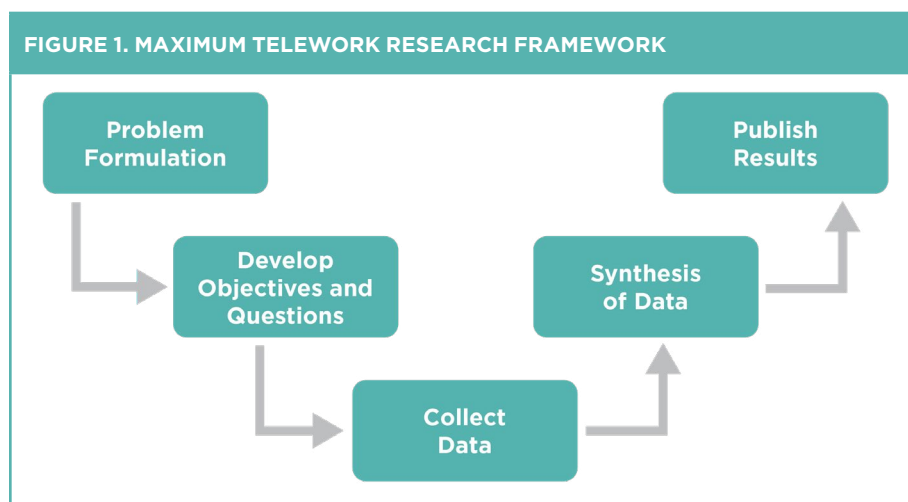 FIGURE 1. MAXIMUM TELEWORK RESEARCH FRAMEWORK
Problem
Formulation
Develop
Objectives and
Questions
Collect
Data
Synthesis
of Data
Publish
Results